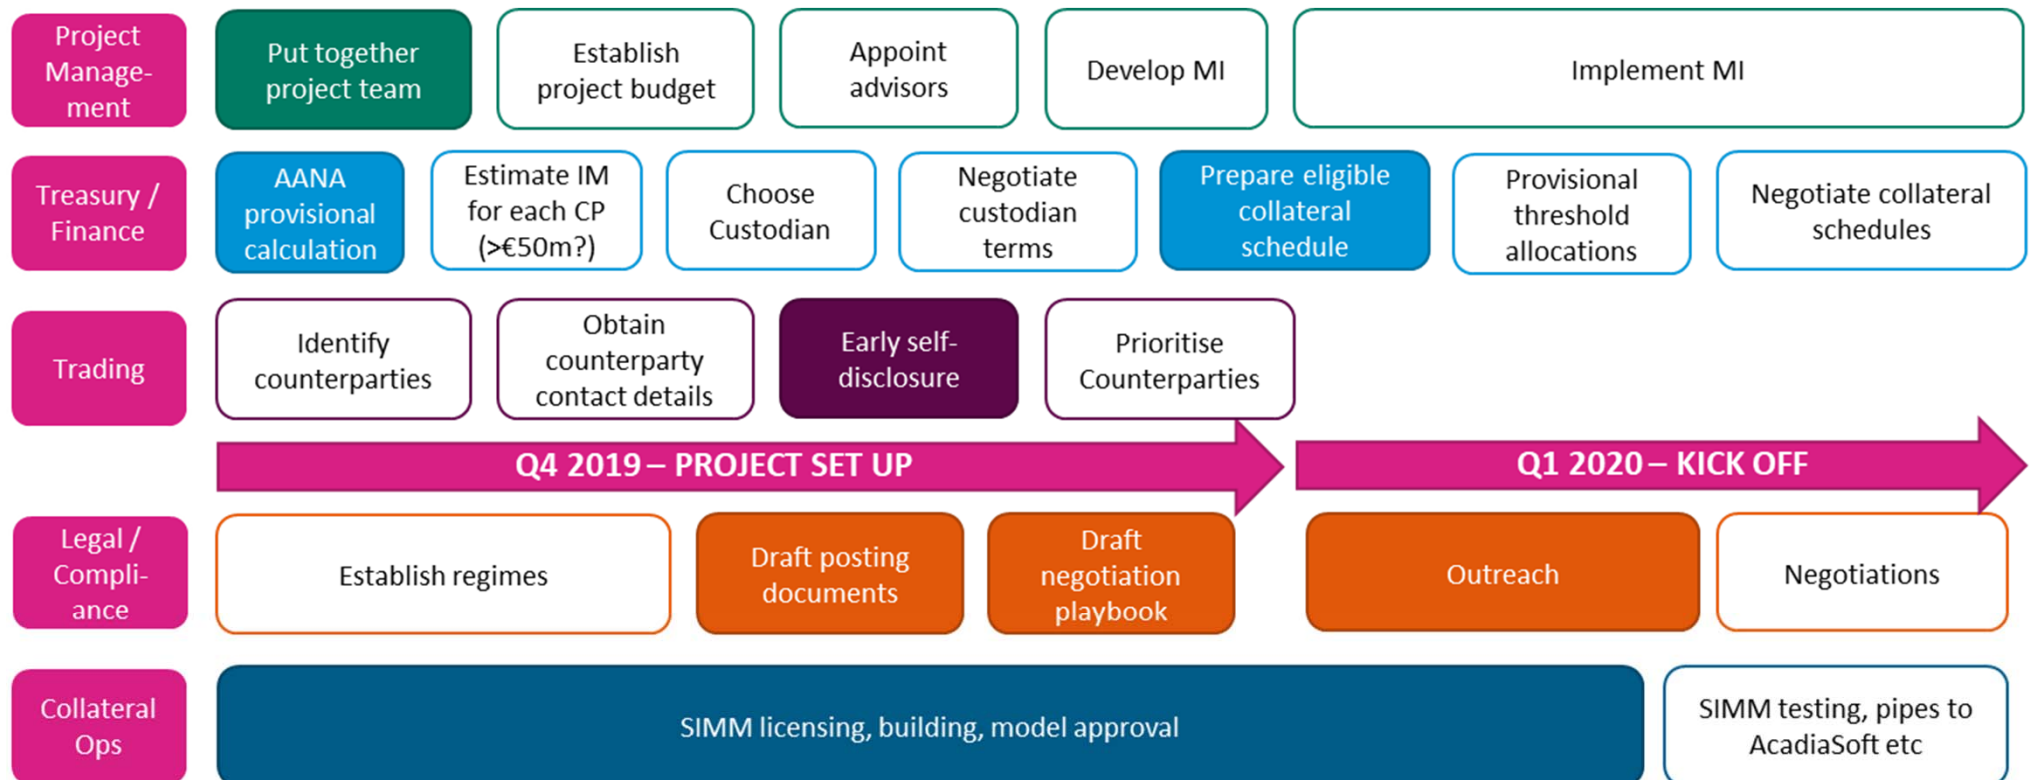 Project
Manage-
ment
Put together
project team
Establish
project budget
Appoint
advisors
Develop MI
Implement MI
Treasury /
Finance
AANA
provisional
calculation
Estimate IM
for each CP
(>€50m?)
Choose
Custodian
Negotiate
custodian
terms
Prepare eligible
collateral
schedule
Provisional
threshold
allocations
Negotiate collateral
schedules
Trading
Identify
counterparties
Obtain
counterparty
contact details
Early self-
disclosure
Prioritise
Counterparties
Q4 2019 – PROJECT SET UP
Q1 2020 – KICK OFF
Legal /
Compli-
ance
Establish regimes
Draft posting
documents
Draft
negotiation
playbook
Outreach
Negotiations
Collateral
Ops
SIMM licensing, building, model approval
SIMM testing, pipes to
AcadiaSoft etc